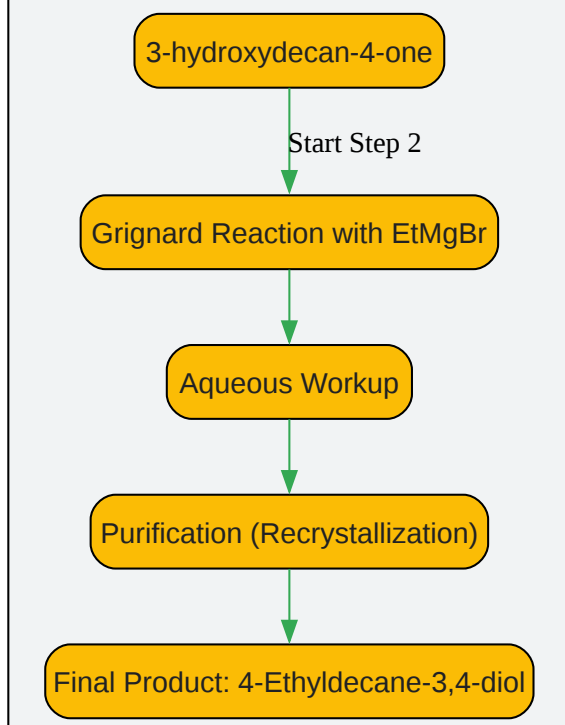 3-hydroxydecan-4-one
Start Step 2
Grignard Reaction with EtMgBr
Aqueous Workup
Purification (Recrystallization)
Final Product: 4-Ethyldecane-3,4-diol